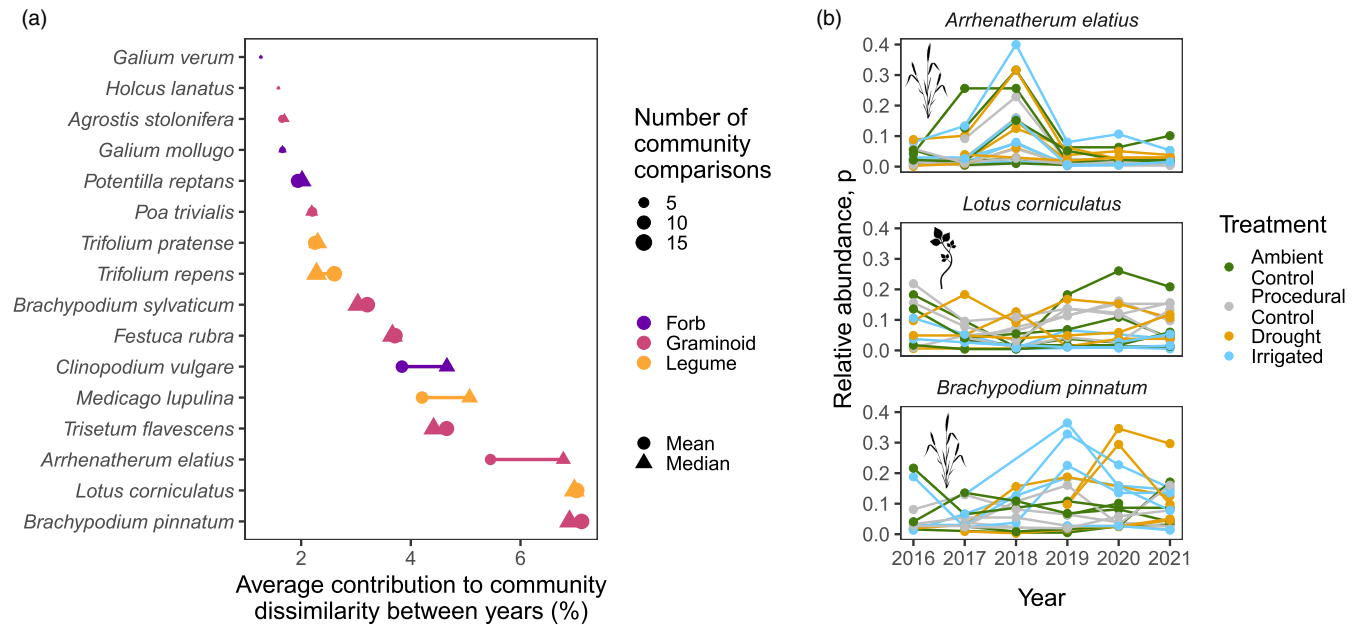 (a)
Galium verum
Holcus lanatus
Agrostis stolonifera
Galium mollugo
Potentilla reptans
Poa trivialis
Trifolium pratense
Trifolium repens
Brachypodium sylvaticum
Festuca rubra
Clinopodium vulgare
Medicago lupulina
Trisetum flavescens
Arrhenatherum elatius
Lotus corniculatus
Brachypodium pinnatum
2 4 6
Average contribution to community
dissimilarity between years (%)
Number of
community
comparisons
5
10
15
Forb
Graminoid
Legume
Mean
Median
(b)
Relative abundance, p
Arrhenatherum elatius
0.4
0.3
0.2
0.1
0.0
Lotus corniculatus
0.4
0.3
0.2
0.1
0.0
Brachypodium pinnatum
0.4
0.3
0.2
0.1
0.0
2016 2017 2018 2019 2020 2021
Year
Treatment
Ambient
Control
Procedural
Control
Drought
Irrigated